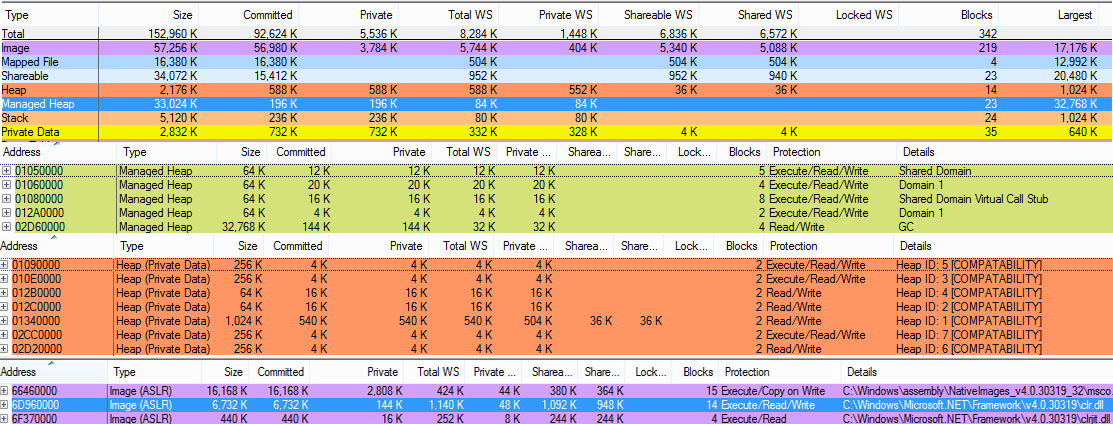 Type Size Committed Private Total WS Private WS Shareable WS Shared WS Locked WS Blocks Largest
Total 152,960 K 92,624 K 5,536 K 8,284 K 1,448 K 6,836 K 6,572 K 342
Image 57,256 K 56,980 K 3,784 K 5,744 K 404 K 5,340 K 5,088 K 219 17,176 K
Mapped File 16,380 K 16,380 K 504 K 504 K 504 K 4 12,992 K
Shareable 34,072 K 15,412 K 952 K 952 K 940 K 23 20,480 K
Heap 2,176 K 588 K 588 K 588 K 552 K 36 K 36 K 14 1,024 K
Managed Heap 33,024 K 196 K 196 K 84 K 84 K 23 32,768 K
Stack 5,120 K 236 K 236 K 80 K 80 K 24 1,024 K
Private Data 2,832 K 732 K 732 K 332 K 328 K 4 K 4 K 35 640 K
Address Type Size Committed Private Total WS Private ... Sharea... Share... Lock... Blocks Protection Details
01050000 Managed Heap 64 K 12 K 12 K 12 K 12 K 5 Execute/Read/Write Shared Domain
01060000 Managed Heap 64 K 20 K 20 K 20 K 20 K 4 Execute/Read/Write Domain 1
01080000 Managed Heap 64 K 16 K 16 K 16 K 16 K 8 Execute/Read/Write Shared Domain Virtual Call Stub
012A0000 Managed Heap 64 K 4 K 4 K 4 K 4 K 2 Execute/Read/Write Domain 1
02D60000 Managed Heap 32,768 K 144 K 144 K 32 K 32 K 4 Read/Write GC
Address Type Size Committed Private Total WS Private ... Sharea... Share... Lock... Blocks Protection Details
01090000 Heap (Private Data) 256 K 4 K 4 K 4 K 4 K 2 Execute/Read/Write Heap ID: 5 [COMPATABILITY]
010E0000 Heap (Private Data) 256 K 4 K 4 K 4 K 4 K 2 Execute/Read/Write Heap ID: 3 [COMPATABILITY]
012B0000 Heap (Private Data) 64 K 16 K 16 K 16 K 16 K 2 Read/Write Heap ID: 4 [COMPATABILITY]
012C0000 Heap (Private Data) 64 K 16 K 16 K 16 K 16 K 2 Read/Write Heap ID: 2 [COMPATABILITY]
01340000 Heap (Private Data) 1,024 K 540 K 540 K 540 K 504 K 36 K 36 K 2 Read/Write Heap ID: 1 [COMPATABILITY]
02CC0000 Heap (Private Data) 256 K 4 K 4 K 4 K 4 K 2 Execute/Read/Write Heap ID: 7 [COMPATABILITY]
02D20000 Heap (Private Data) 256 K 4 K 4 K 4 K 4 K 2 Read/Write Heap ID: 6 [COMPATABILITY]
Address Type Size Committed Private Total WS Private ... Sharea... Share... Lock... Blocks Protection Details
66460000 Image (ASLR) 16,168 K 16,168 K 2,808 K 424 K 44 K 380 K 364 K 15 Execute/Copy on Write C:\Windows\assembly\NativeImages_v4.0.30319_32\msco
6D960000 Image (ASLR) 6,732 K 6,732 K 144 K 1,140 K 48 K 1,092 K 948 K 14 Execute/Read/Write C:\Windows\Microsoft.NET\Framework\v4.0.30319\clr.dll
6F370000 Image (ASLR) 440 K 440 K 16 K 252 K 8 K 244 K 244 K 4 Execute/Read C:\Windows\Microsoft.NET\Framework\v4.0.30319\clrjit.dll